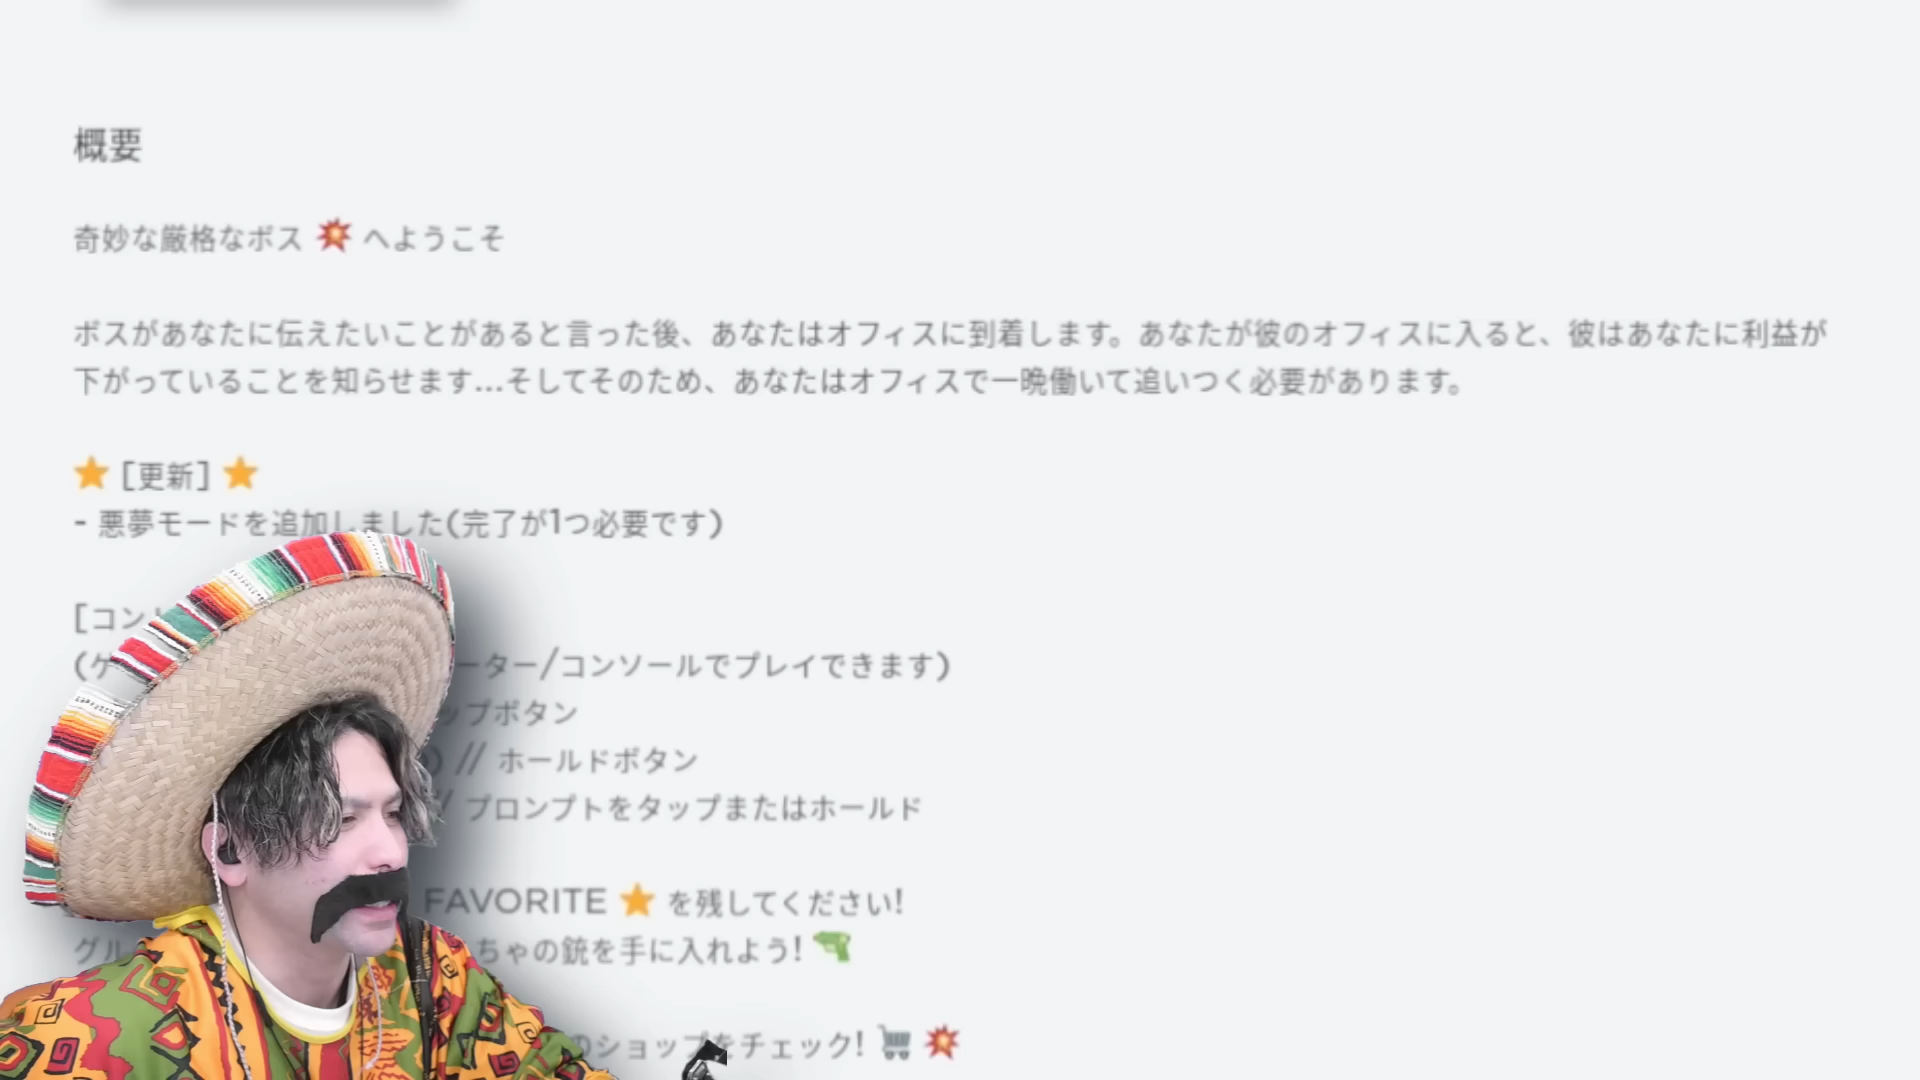 概要
奇妙な厳格なボス 💥 へようこそ
ボスがあなたに伝えたいことがあると言った後、あなたはオフィスに到着します。あなたが彼のオフィスに入ると、彼はあなたに利益が
下がっていることを知らせます...そしてそのため、あなたはオフィスで一晩働いて追いつく必要があります。
⭐ [更新] ⭐
- 悪夢モードを追加しました(完了が1つ必要です)
[コント
(ゲ ーター/コンソールでプレイできます)
ップボタン
) // ホールドボタン
/ プロンプトをタップまたはホールド
FAVORITE ⭐ を残してください!
グル ちゃの銃を手に入れよう! 🔫
のショップをチェック! 🛒 💥